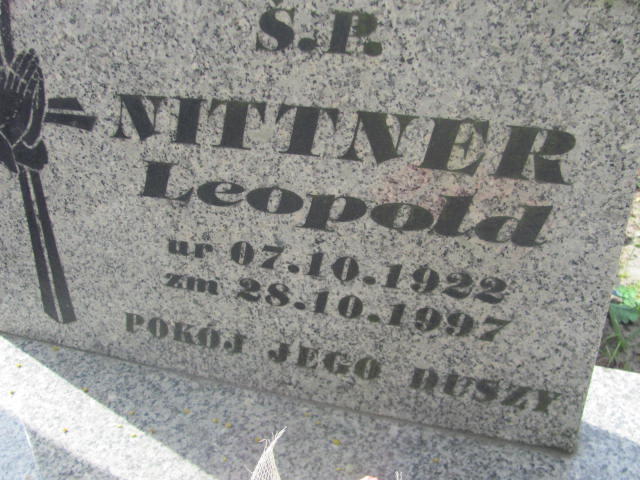 Ś.P.
NITTNER
Leopold
ur 07.10.1922
zm 28.10.1997
POKÓJ JEGO DUSZY